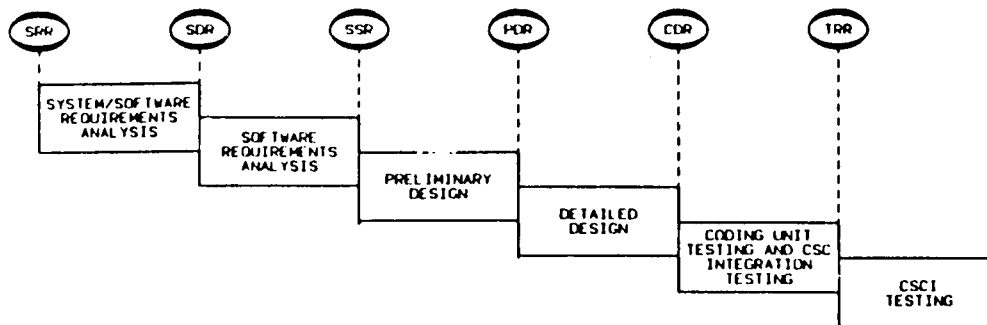 SRR
SDR
SSR
PDR
CDR
TRR
SYSTEM/SOFTWARE
REQUIREMENTS
ANALYSIS
SOFTWARE
REQUIREMENTS
ANALYSIS
PRELIMINARY
DESIGN
DETAILED
DESIGN
CODING UNIT
TESTING AND CSC
INTEGRATION
TESTING
CSCI
TESTING